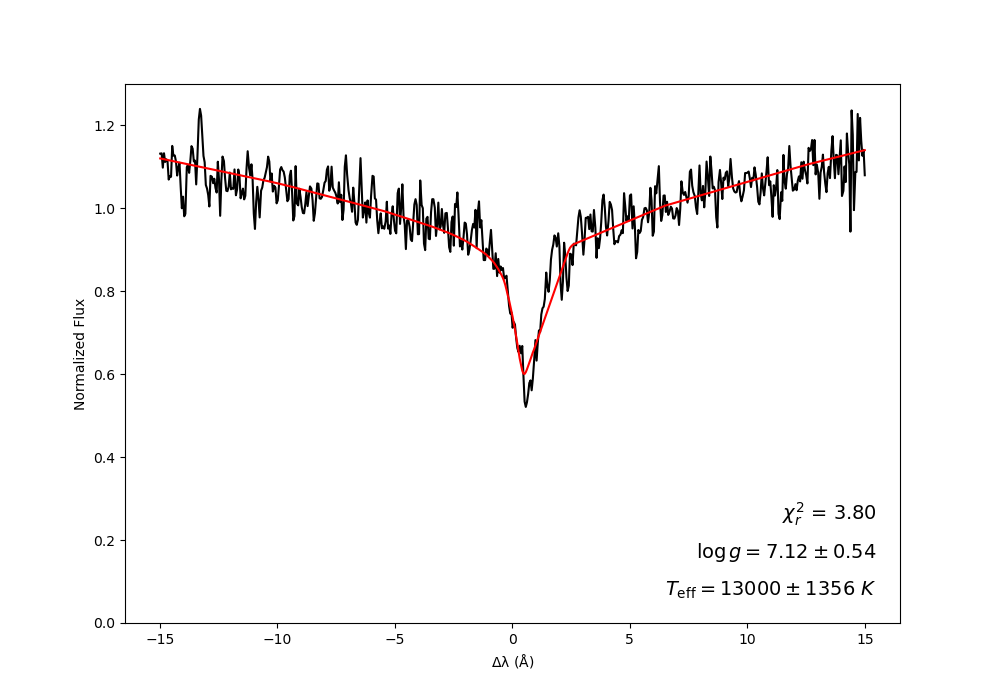 1.2
1.0
0.8
0.6
0.4
0.2
0.0
Normalized Flux
χ²ᵣ = 3.80
log g = 7.12 ± 0.54
T_eff = 13000 ± 1356 K
−15 −10 −5 0 5 10 15
Δλ (Å)